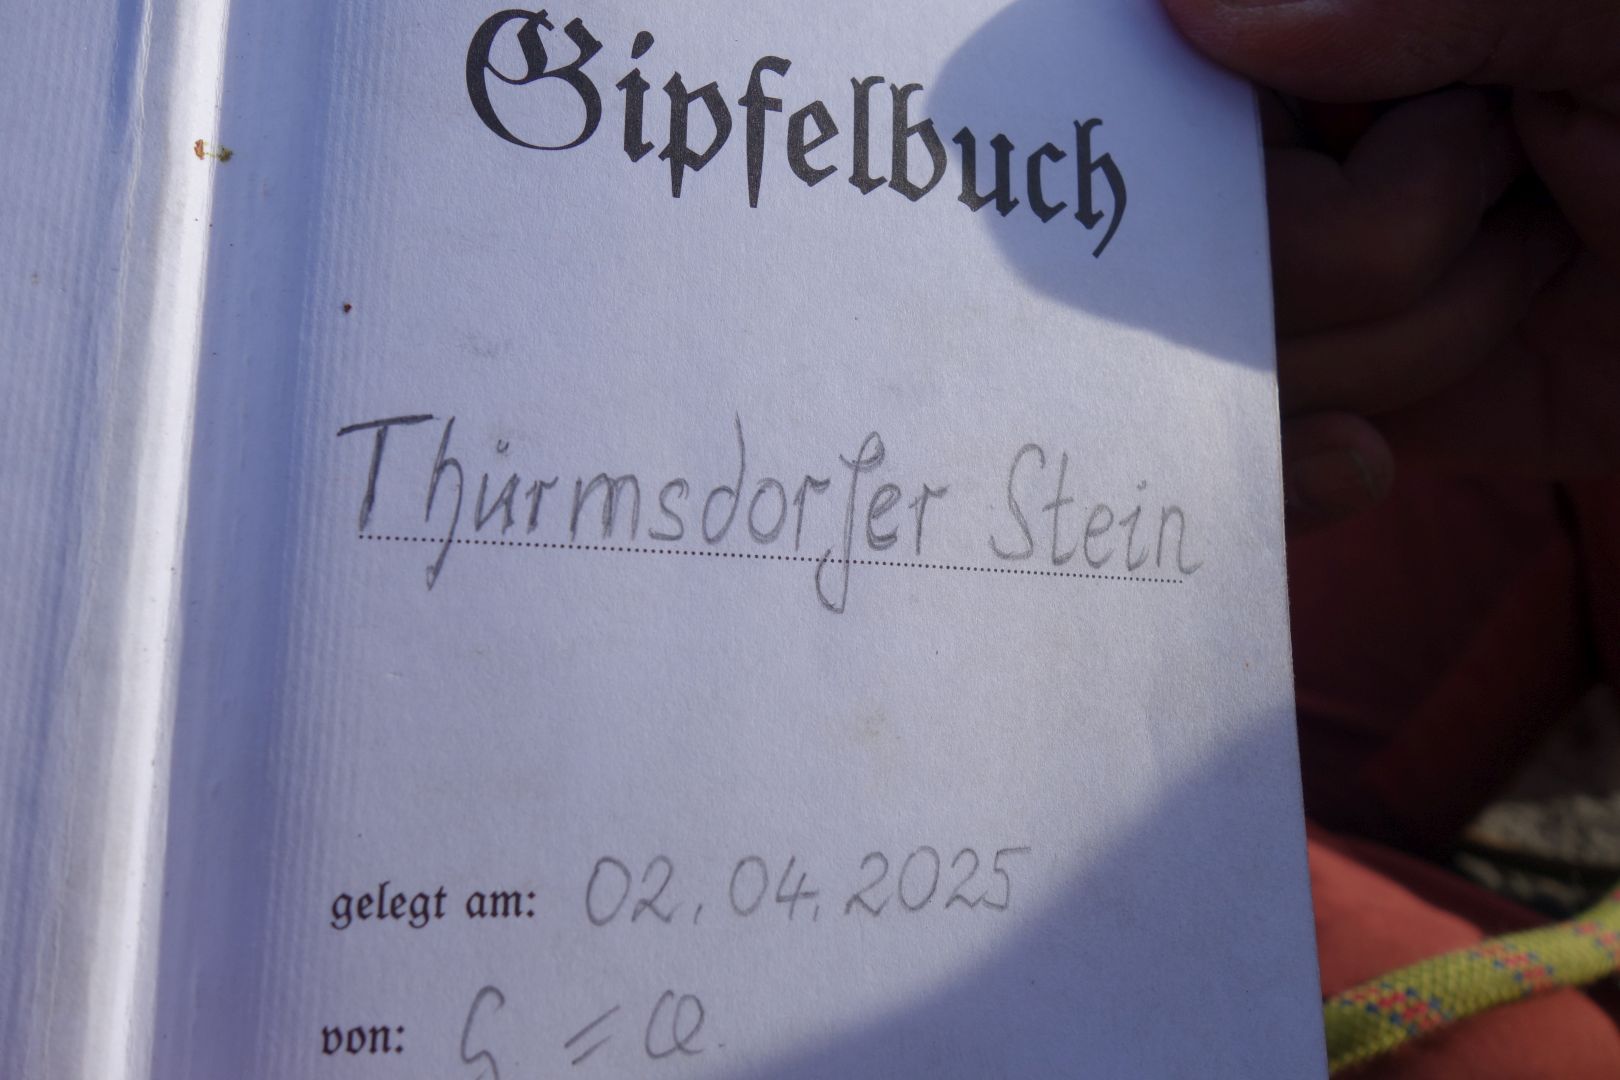 Gipfelbuch
Thürmsdorfer Stein
gelegt am: 02.04.2025
von: